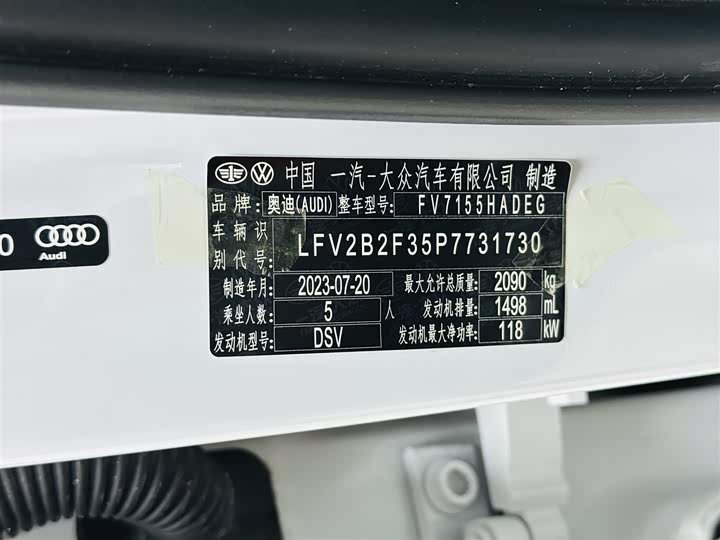 中国 一汽-大众汽车有限公司 制造
品牌: 奥迪(AUDI) 整车型号: FV7155HADEG
车辆识别代号: LFV2B2F35P7731730
制造年月: 2023-07-20 最大允许总质量: 2090 kg
乘坐人数: 5 人 发动机排量: 1498 mL
发动机型号: DSV 发动机最大净功率: 118 kW
0 Audi